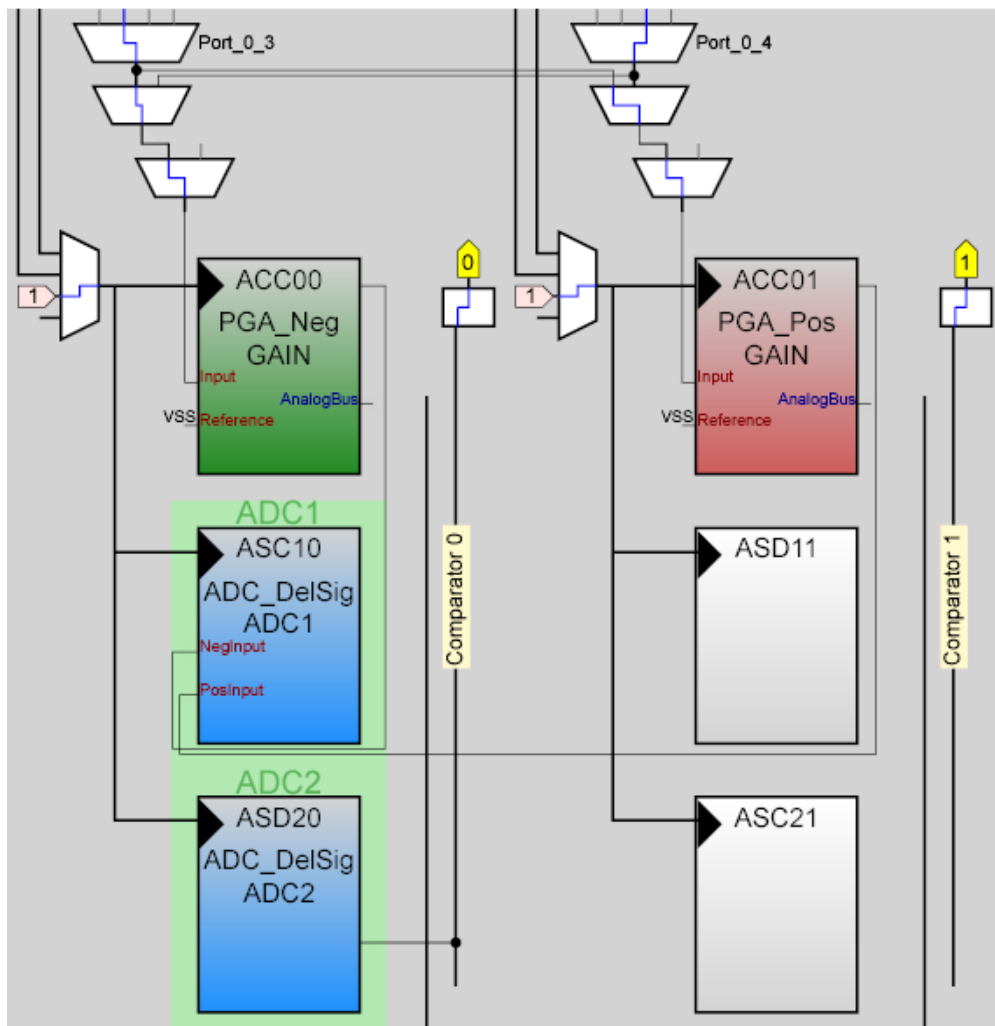 Port_0_3
Port_0_4
0
1
1
1
ACC00
PGA_Neg
GAIN
Input
AnalogBus
VSS
Reference
ACC01
PGA_Pos
GAIN
Input
AnalogBus
VSS
Reference
ADC1
ASC10
ADC_DelSig
ADC1
NegInput
PosInput
Comparator 0
ASD11
Comparator 1
ADC2
ASD20
ADC_DelSig
ADC2
ASC21